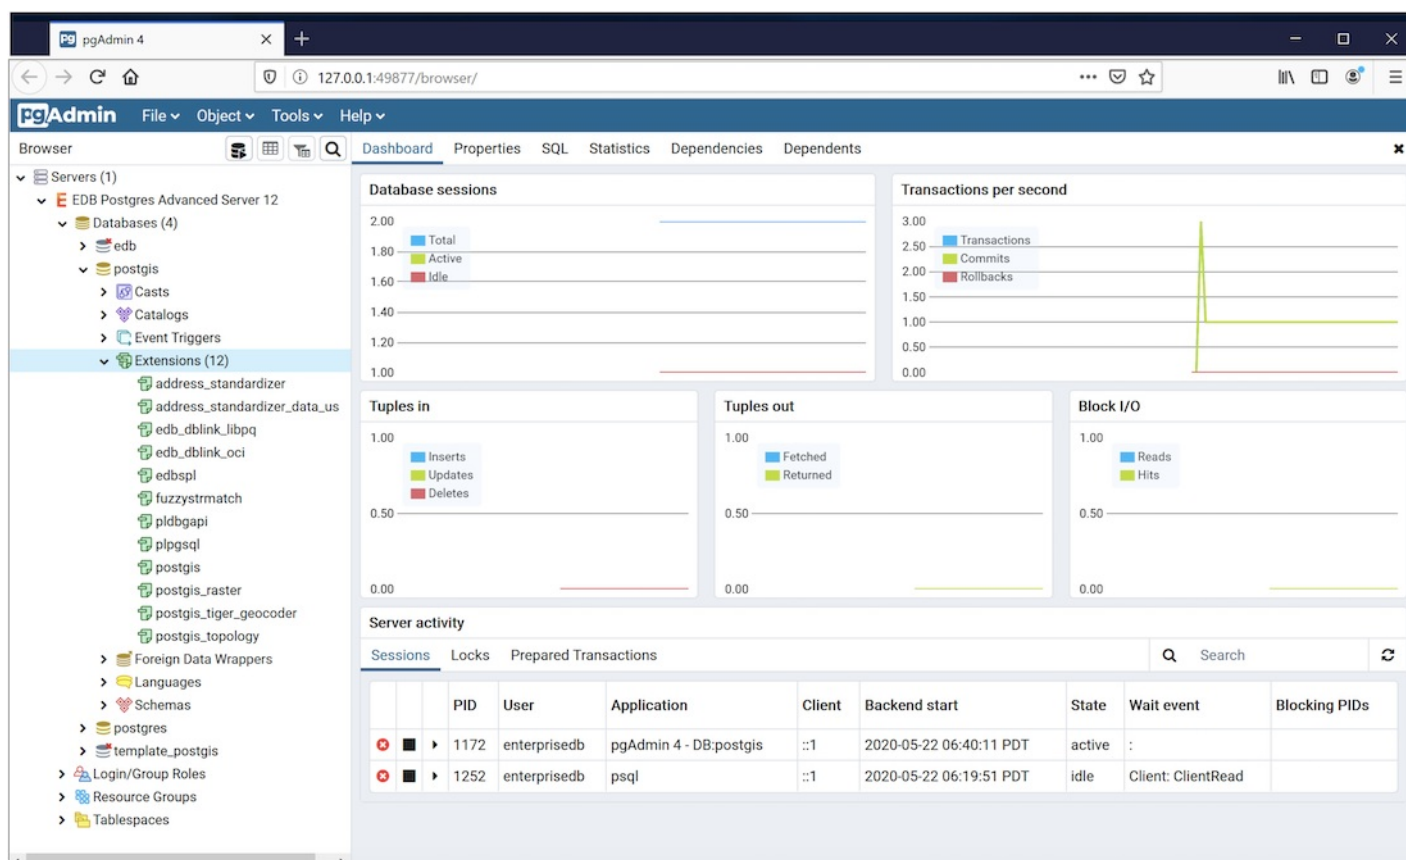 pgAdmin 4
127.0.0.1:49877/browser/
pgAdmin File Object Tools Help
Browser
Dashboard Properties SQL Statistics Dependencies Dependents
Servers (1)
EDB Postgres Advanced Server 12
Databases (4)
edb
postgis
Casts
Catalogs
Event Triggers
Extensions (12)
address_standardizer
address_standardizer_data_us
edb_dblink_libpq
edb_dblink_oci
edbspl
fuzzystrmatch
pldbgapi
plpgsql
postgis
postgis_raster
postgis_tiger_geocoder
postgis_topology
Foreign Data Wrappers
Languages
Schemas
postgres
template_postgis
Login/Group Roles
Resource Groups
Tablespaces
Database sessions
2.00
1.80
1.60
1.40
1.20
1.00
Total
Active
Idle
Transactions per second
3.00
2.50
2.00
1.50
1.00
0.50
0.00
Transactions
Commits
Rollbacks
Tuples in
1.00
0.50
0.00
Inserts
Updates
Deletes
Tuples out
1.00
0.50
0.00
Fetched
Returned
Block I/O
1.00
0.50
0.00
Reads
Hits
Server activity
Sessions Locks Prepared Transactions
Search
PID User Application Client Backend start State Wait event Blocking PIDs
1172 enterprisedb pgAdmin 4 - DB:postgis ::1 2020-05-22 06:40:11 PDT active :
1252 enterprisedb psql ::1 2020-05-22 06:19:51 PDT idle Client: ClientRead